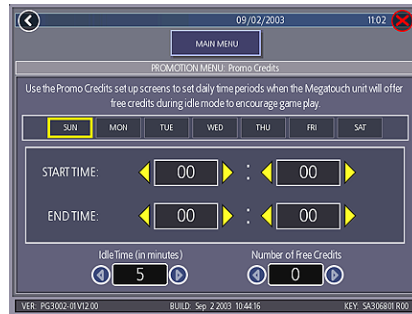 09/02/2003 11:02
MAIN MENU
PROMOTION MENU: Promo Credits
Use the Promo Credits set up screens to set daily time periods when the Megatouch unit will offer
free credits during idle mode to encourage game play.
SUN MON TUE WED THU FRI SAT
START TIME: 00 : 00
END TIME: 00 : 00
Idle Time (in minutes) Number of Free Credits
5 0
VER: PG3002-01V12.00 BUILD: Sep 2 2003 10:44:16 KEY: SA306801 R00